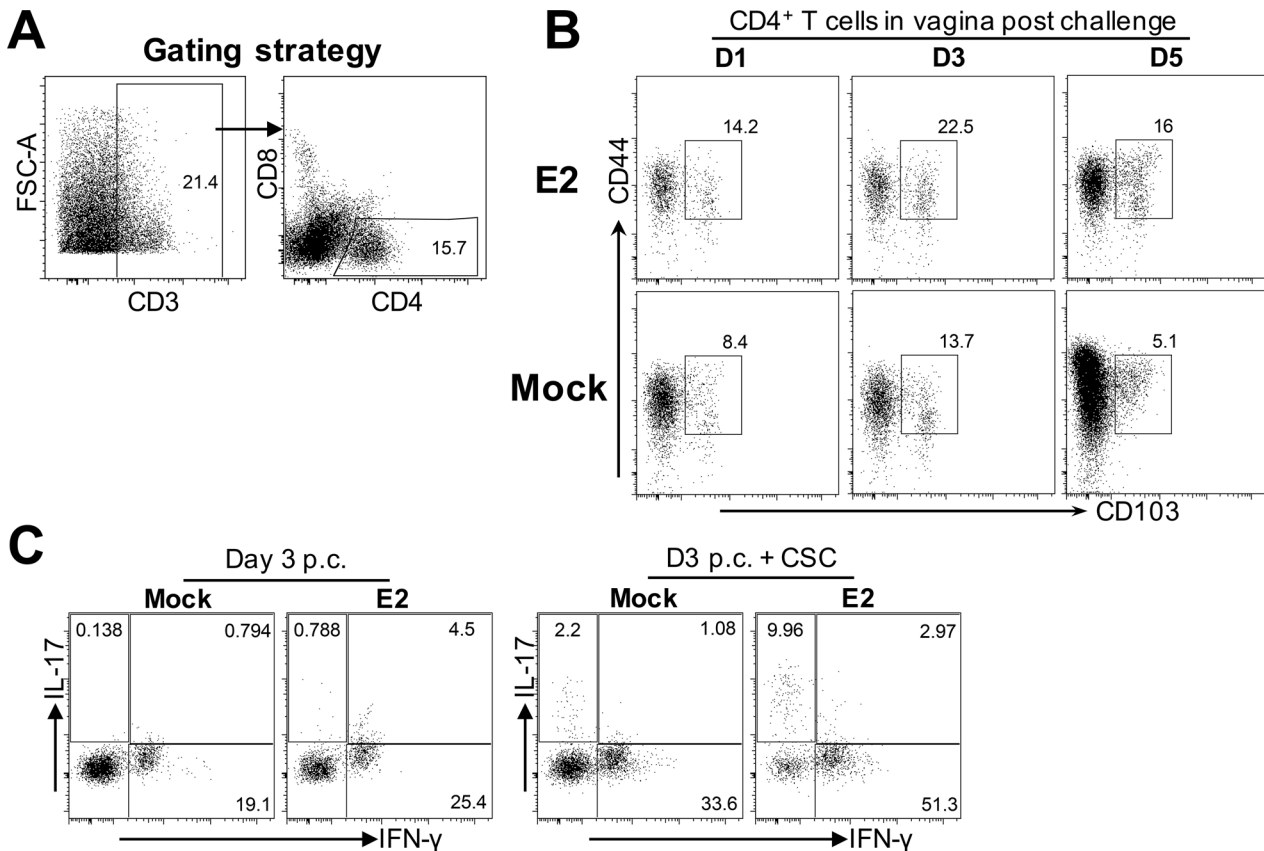 A
Gating strategy
FSC-A
21.4
CD3
CD8
15.7
CD4
B
CD4⁺ T cells in vagina post challenge
D1
D3
D5
E2
CD44
14.2
22.5
16
Mock
8.4
13.7
5.1
CD103
C
Day 3 p.c.
Mock
E2
IL-17
0.138
0.794
19.1
0.788
4.5
25.4
IFN-γ
D3 p.c. + CSC
Mock
E2
IL-17
2.2
1.08
33.6
9.96
2.97
51.3
IFN-γ